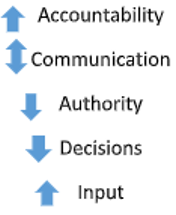 Accountability
Communication
Authority
Decisions
Input